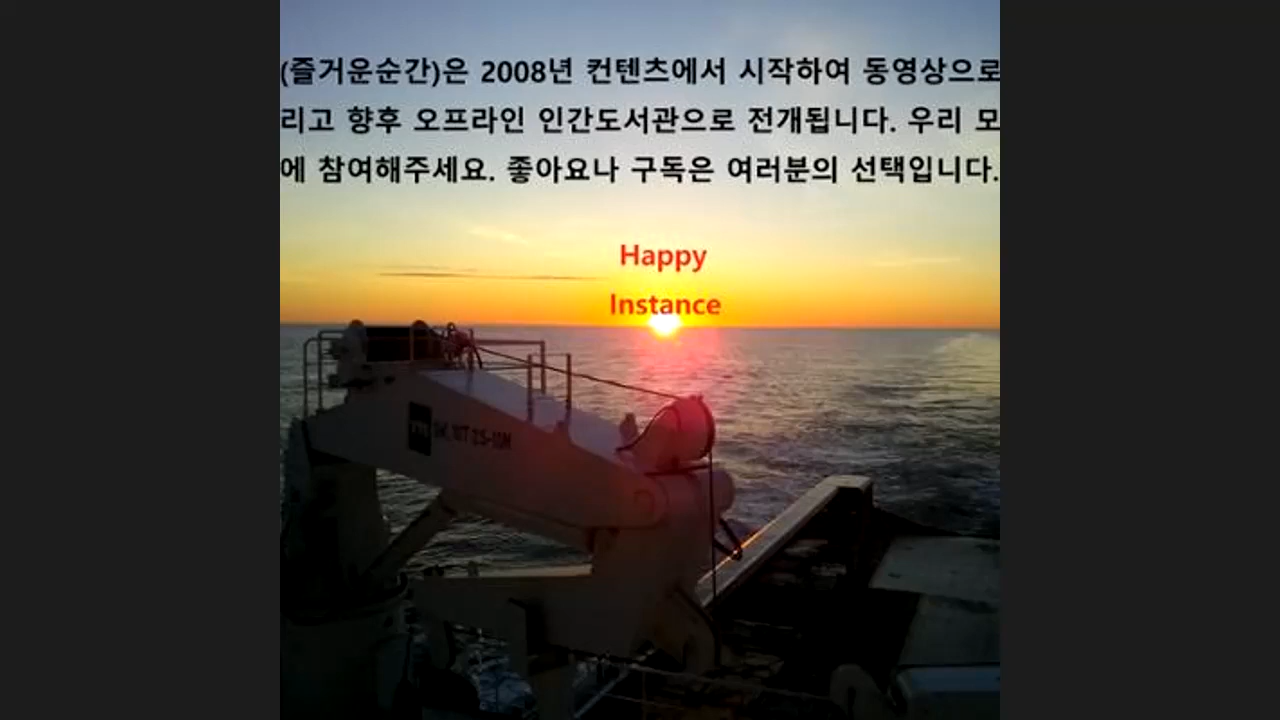 (즐거운순간)은 2008년 컨텐츠에서 시작하여 동영상으로
리고 향후 오프라인 인간도서관으로 전개됩니다. 우리 모
에 참여해주세요. 좋아요나 구독은 여러분의 선택입니다.
Happy
Instance